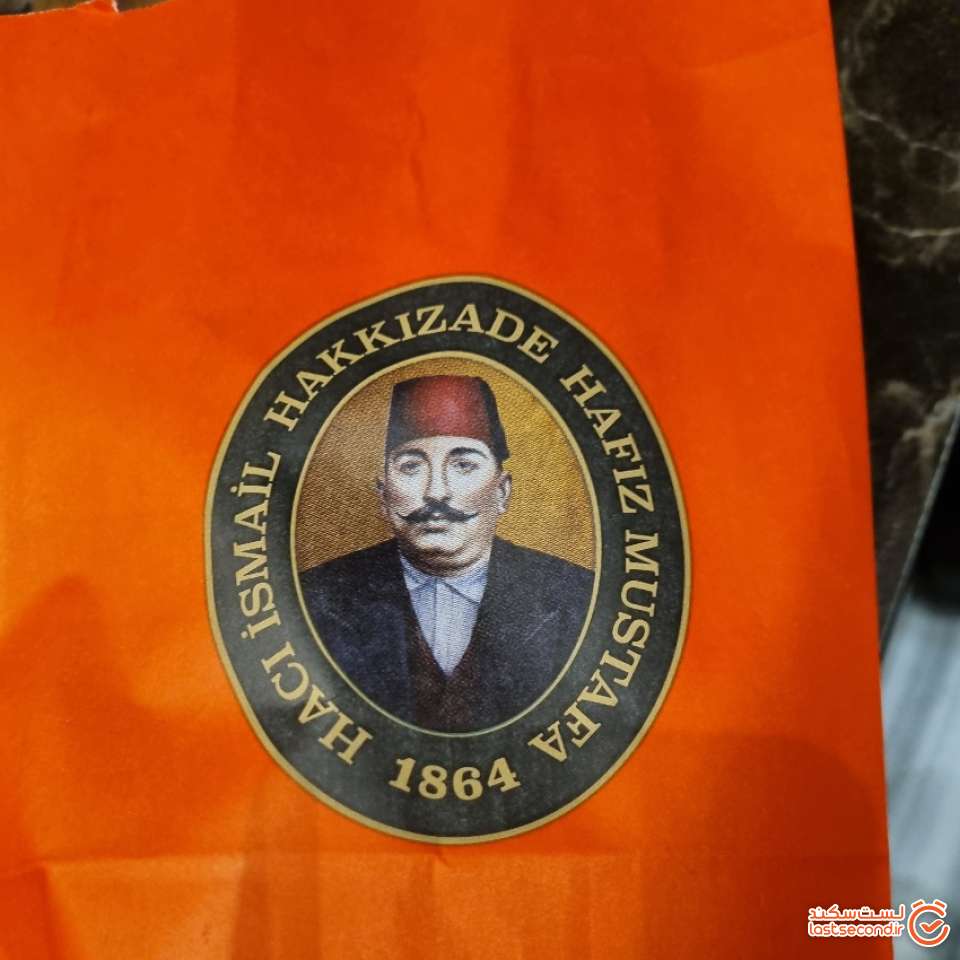 HACI İSMAİL HAKKIZADE HAFIZ MUSTAFA
1864
لست‌سکند
lastsecond.ir